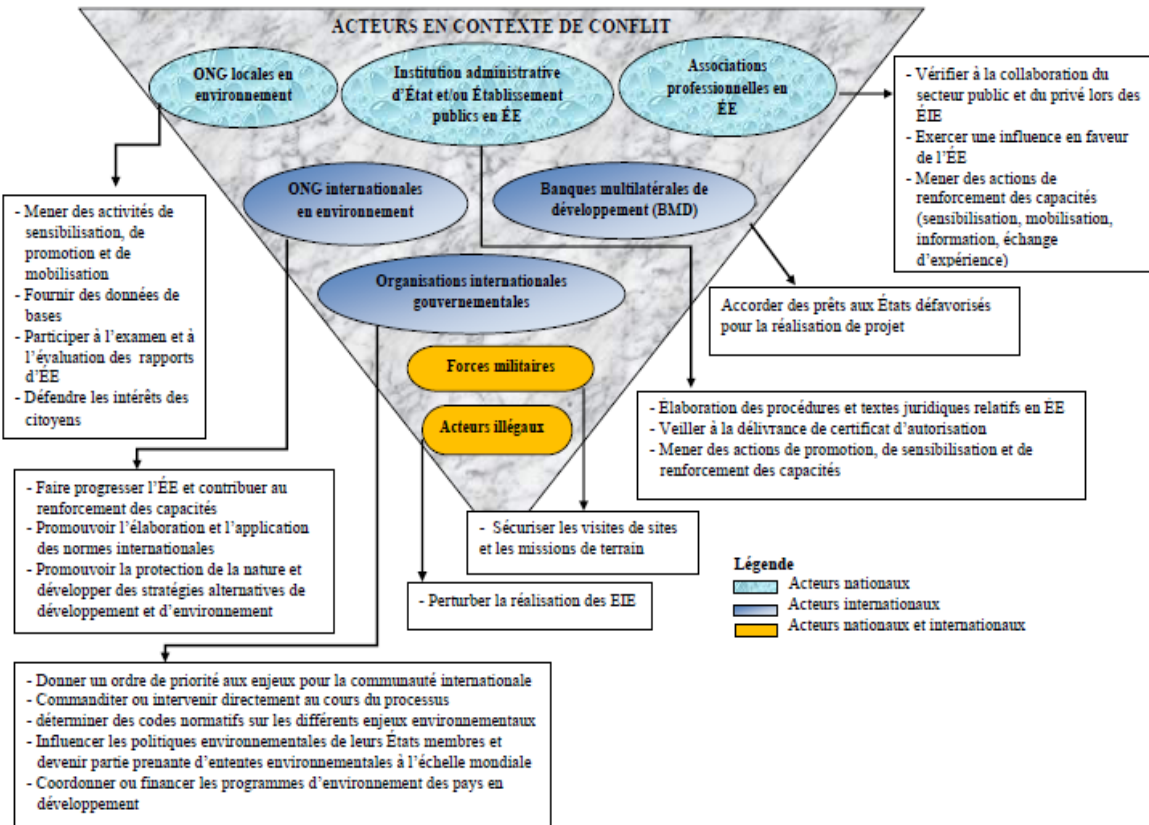 ACTEURS EN CONTEXTE DE CONFLIT
ONG locales en
environnement
Institution administrative
d'État et/ou Établissement
publics en ÉE
Associations
professionnelles en
ÉE
ONG internationales
en environnement
Banques multilatérales de
développement (BMD)
Organisations internationales
gouvernementales
Forces militaires
Acteurs illégaux
- Vérifier à la collaboration du
secteur public et du privé lors des
ÉIE
- Exercer une influence en faveur
de l'ÉE
- Mener des actions de
renforcement des capacités
(sensibilisation, mobilisation,
information, échange
d'expérience)
- Mener des activités de
sensibilisation, de
promotion et de
mobilisation
- Fournir des données de
bases
- Participer à l'examen et à
l'évaluation des rapports
d'ÉE
- Défendre les intérêts des
citoyens
Accorder des prêts aux États défavorisés
pour la réalisation de projet
- Élaboration des procédures et textes juridiques relatifs en ÉE
- Veiller à la délivrance de certificat d'autorisation
- Mener des actions de promotion, de sensibilisation et de
renforcement des capacités
- Faire progresser l'ÉE et contribuer au
renforcement des capacités
- Promouvoir l'élaboration et l'application
des normes internationales
- Promouvoir la protection de la nature et
développer des stratégies alternatives de
développement et d'environnement
- Sécuriser les visites de sites
et les missions de terrain
- Perturber la réalisation des EIE
Légende
Acteurs nationaux
Acteurs internationaux
Acteurs nationaux et internationaux
- Donner un ordre de priorité aux enjeux pour la communauté internationale
- Commanditer ou intervenir directement au cours du processus
- déterminer des codes normatifs sur les différents enjeux environnementaux
- Influencer les politiques environnementales de leurs États membres et
devenir partie prenante d'ententes environnementales à l'échelle mondiale
- Coordonner ou financer les programmes d'environnement des pays en
développement